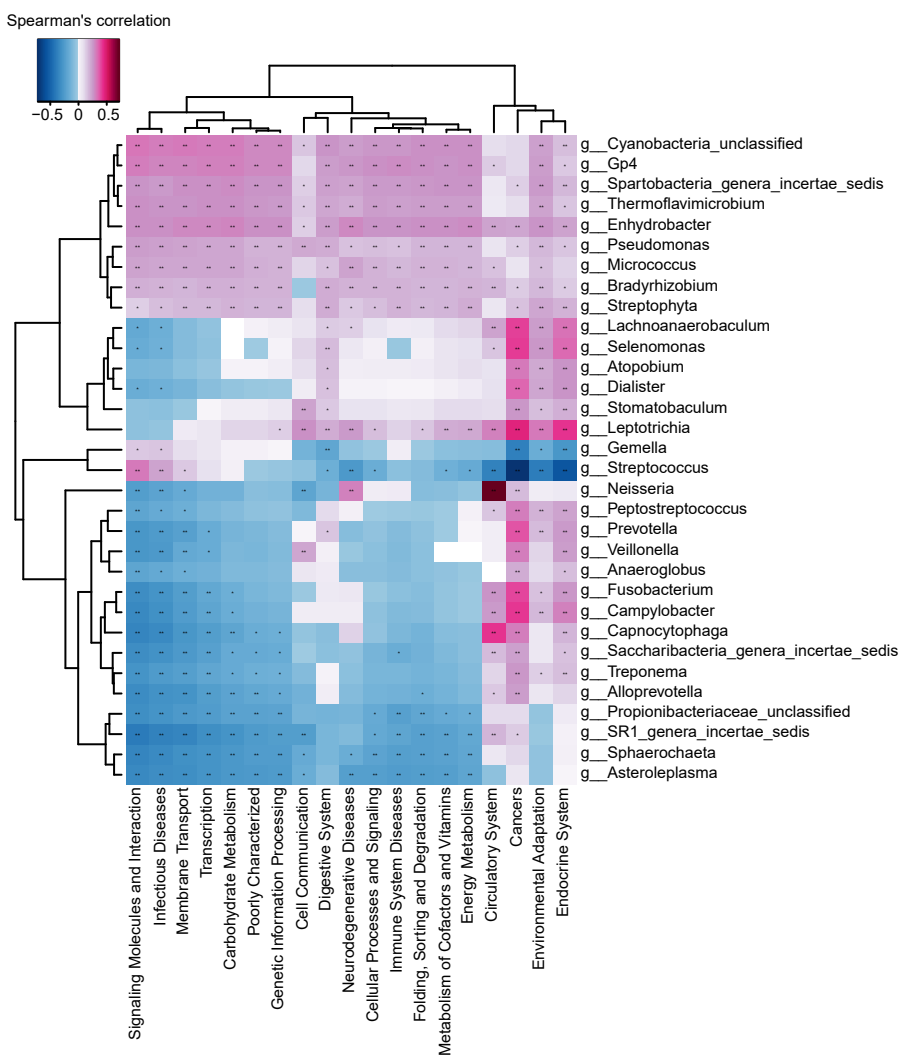 Spearman's correlation
−0.5 0 0.5
g__Cyanobacteria_unclassified
g__Gp4
g__Spartobacteria_genera_incertae_sedis
g__Thermoflavimicrobium
g__Enhydrobacter
g__Pseudomonas
g__Micrococcus
g__Bradyrhizobium
g__Streptophyta
g__Lachnoanaerobaculum
g__Selenomonas
g__Atopobium
g__Dialister
g__Stomatobaculum
g__Leptotrichia
g__Gemella
g__Streptococcus
g__Neisseria
g__Peptostreptococcus
g__Prevotella
g__Veillonella
g__Anaeroglobus
g__Fusobacterium
g__Campylobacter
g__Capnocytophaga
g__Saccharibacteria_genera_incertae_sedis
g__Treponema
g__Alloprevotella
g__Propionibacteriaceae_unclassified
g__SR1_genera_incertae_sedis
g__Sphaerochaeta
g__Asteroleplasma
Signaling Molecules and Interaction
Infectious Diseases
Membrane Transport
Transcription
Carbohydrate Metabolism
Poorly Characterized
Genetic Information Processing
Cell Communication
Digestive System
Neurodegenerative Diseases
Cellular Processes and Signaling
Immune System Diseases
Folding, Sorting and Degradation
Metabolism of Cofactors and Vitamins
Energy Metabolism
Circulatory System
Cancers
Environmental Adaptation
Endocrine System